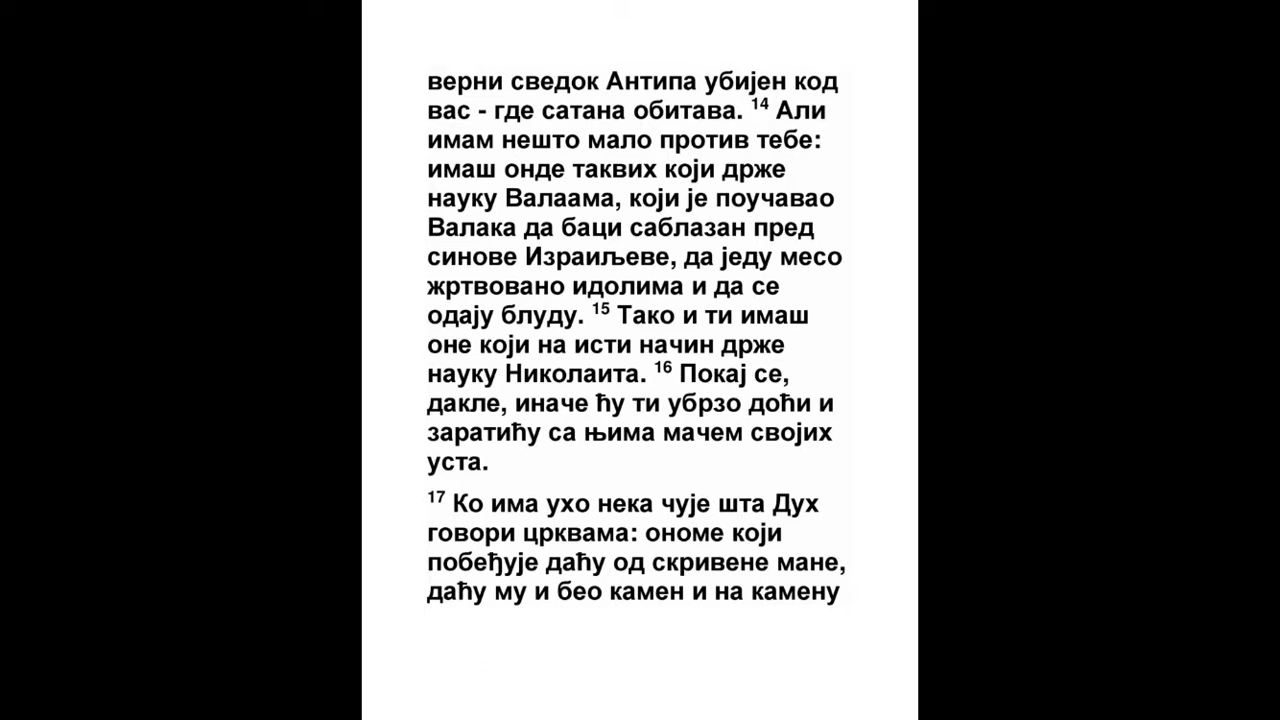 верни сведок Антипа убијен код
вас - где сатана обитава. 14 Али
имам нешто мало против тебе:
имаш онде таквих који држе
науку Валаама, који је поучавао
Валака да баци саблазан пред
синове Израиљеве, да једу месо
жртвовано идолима и да се
одају блуду. 15 Тако и ти имаш
оне који на исти начин држе
науку Николаита. 16 Покај се,
дакле, иначе ћу ти убрзо доћи и
заратићу са њима мачем својих
уста.
17 Ко има ухо нека чује шта Дух
говори црквама: ономе који
побеђује даћу од скривене мане,
даћу му и бео камен и на камену